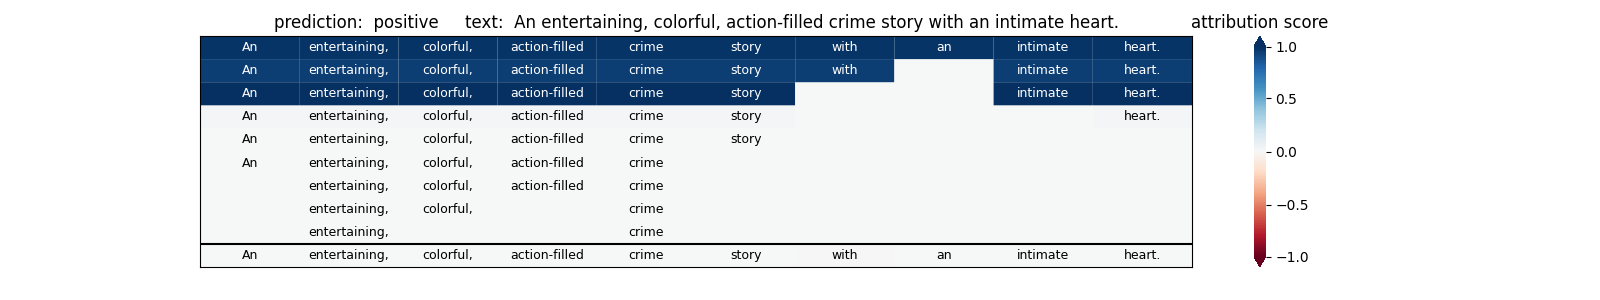 prediction:  positive     text:  An entertaining, colorful, action-filled crime story with an intimate heart.     attribution score
An entertaining, colorful, action-filled crime story with an intimate heart.
An entertaining, colorful, action-filled crime story with intimate heart.
An entertaining, colorful, action-filled crime story intimate heart.
An entertaining, colorful, action-filled crime story heart.
An entertaining, colorful, action-filled crime story
An entertaining, colorful, action-filled crime
entertaining, colorful, action-filled crime
entertaining, colorful, crime
entertaining, crime
An entertaining, colorful, action-filled crime story with an intimate heart.
1.0
0.5
0.0
−0.5
−1.0